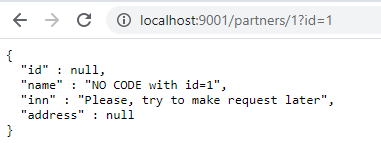 localhost:9001/partners/1?id=1
{
  "id" : null,
  "name" : "NO CODE with id=1",
  "inn" : "Please, try to make request later",
  "address" : null
}